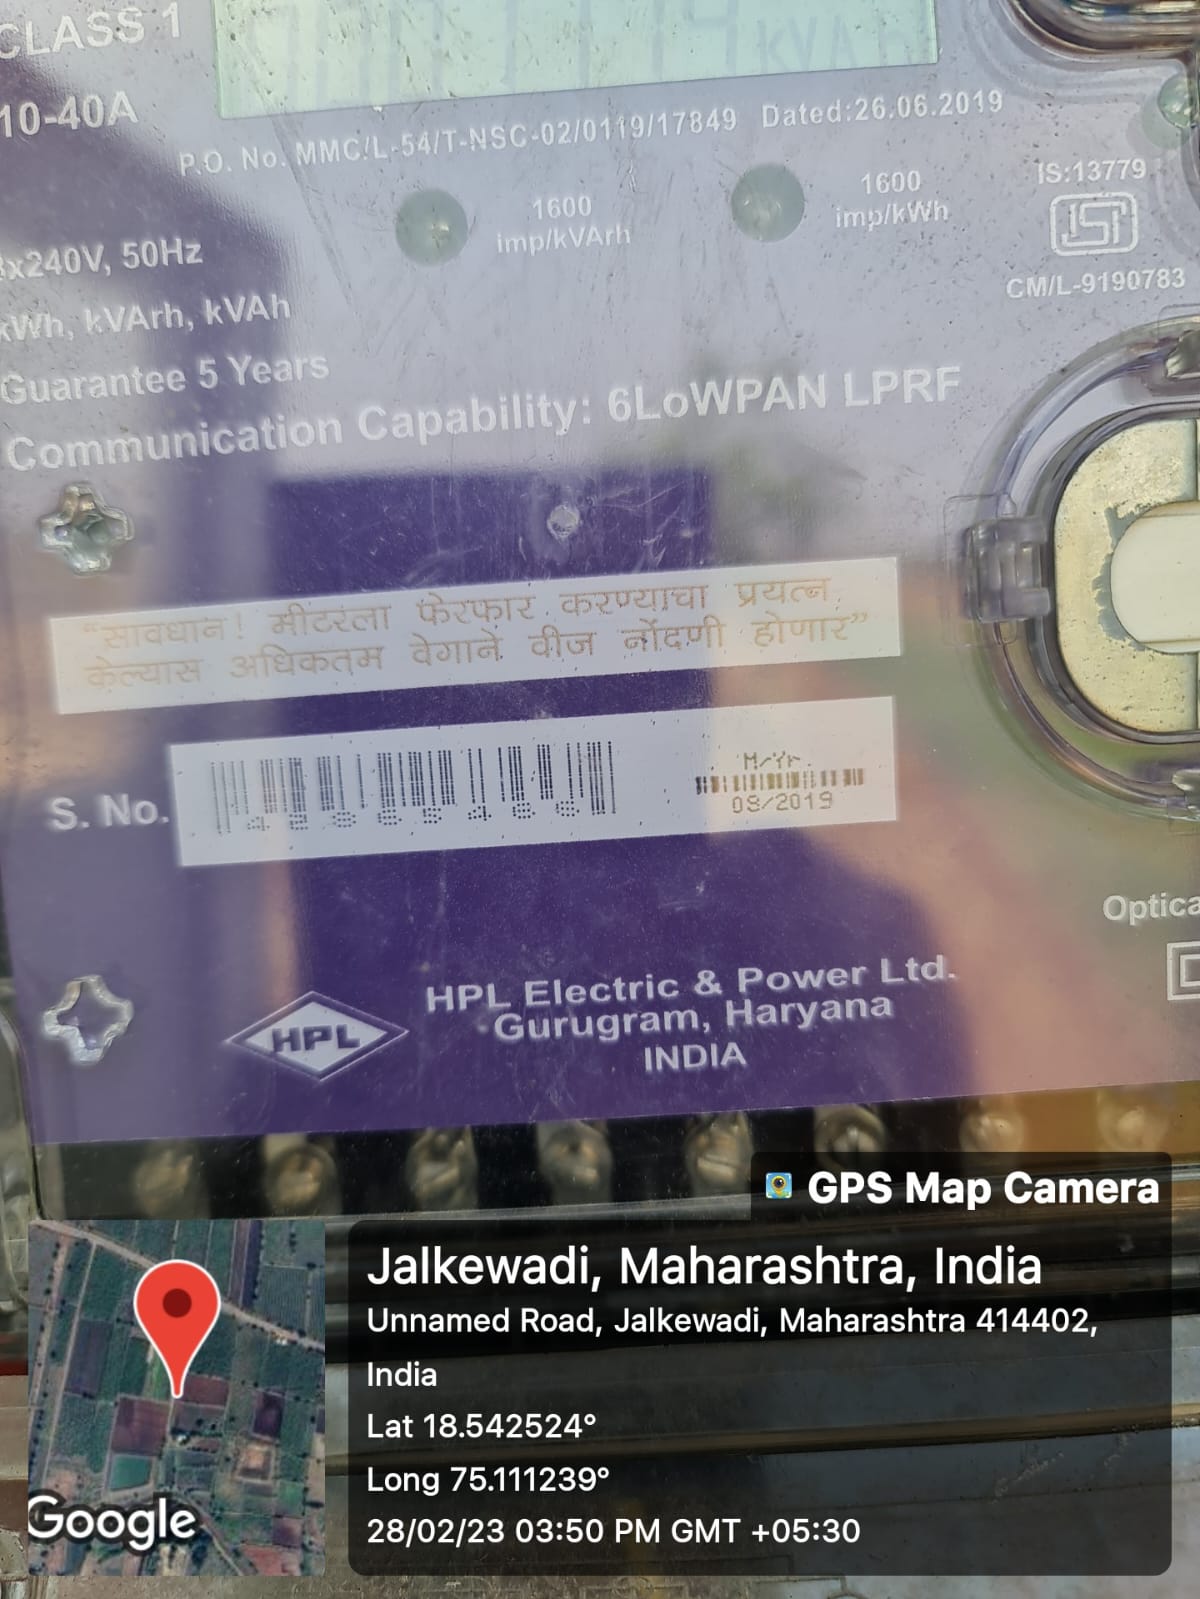 CLASS 1
kVAh
10-40A
P.O. No. MMC/L-54/T-NSC-02/0119/17849 Dated:26.06.2019
1600
imp/kVArh
1600
imp/kWh
IS:13779
ISI
CM/L-9190783
x240V, 50Hz
kWh, kVArh, kVAh
Guarantee 5 Years
Communication Capability: 6LoWPAN LPRF
“सावधान! मीटरला फेरफार करण्याचा प्रयत्न
केल्यास अधिकतम वेगाने वीज नोंदणी होणार”
S. No.
M/Yr.
08/2019
Optica
HPL
HPL Electric & Power Ltd.
Gurugram, Haryana
INDIA
GPS Map Camera
Jalkewadi, Maharashtra, India
Unnamed Road, Jalkewadi, Maharashtra 414402,
India
Lat 18.542524°
Long 75.111239°
28/02/23 03:50 PM GMT +05:30
Google